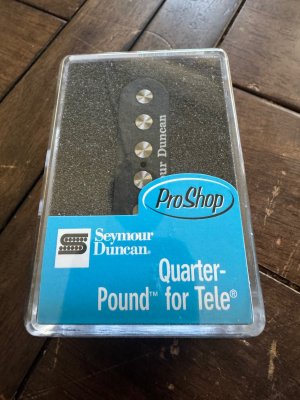 Seymour Duncan
ProShop
Seymour
Duncan®
Quarter-
Pound™ for Tele®